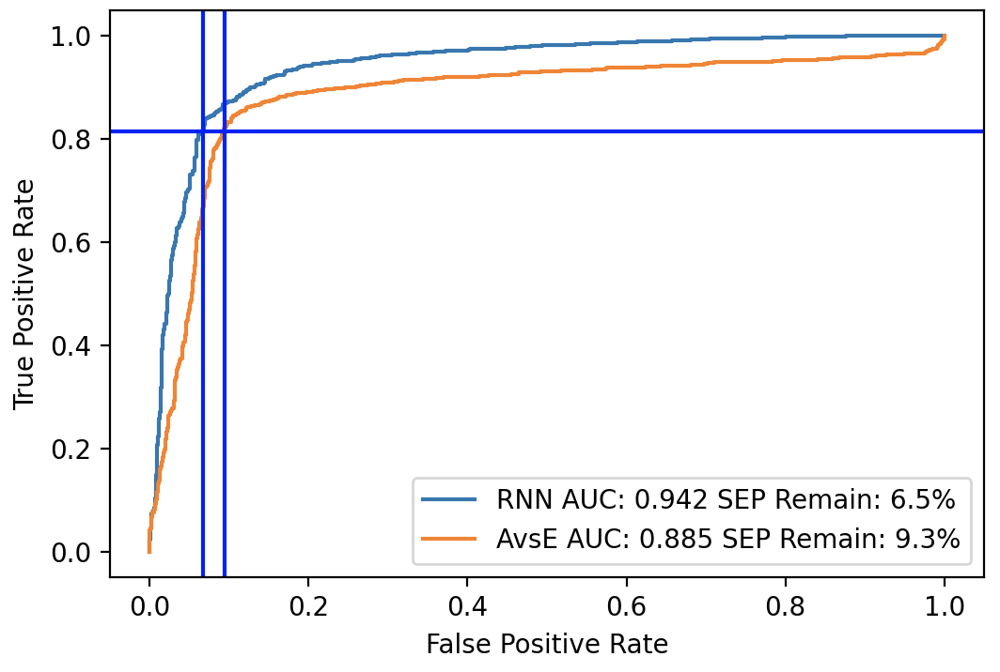 1.0
0.8
0.6
0.4
0.2
0.0
True Positive Rate
RNN AUC: 0.942 SEP Remain: 6.5%
AvsE AUC: 0.885 SEP Remain: 9.3%
0.0 0.2 0.4 0.6 0.8 1.0
False Positive Rate